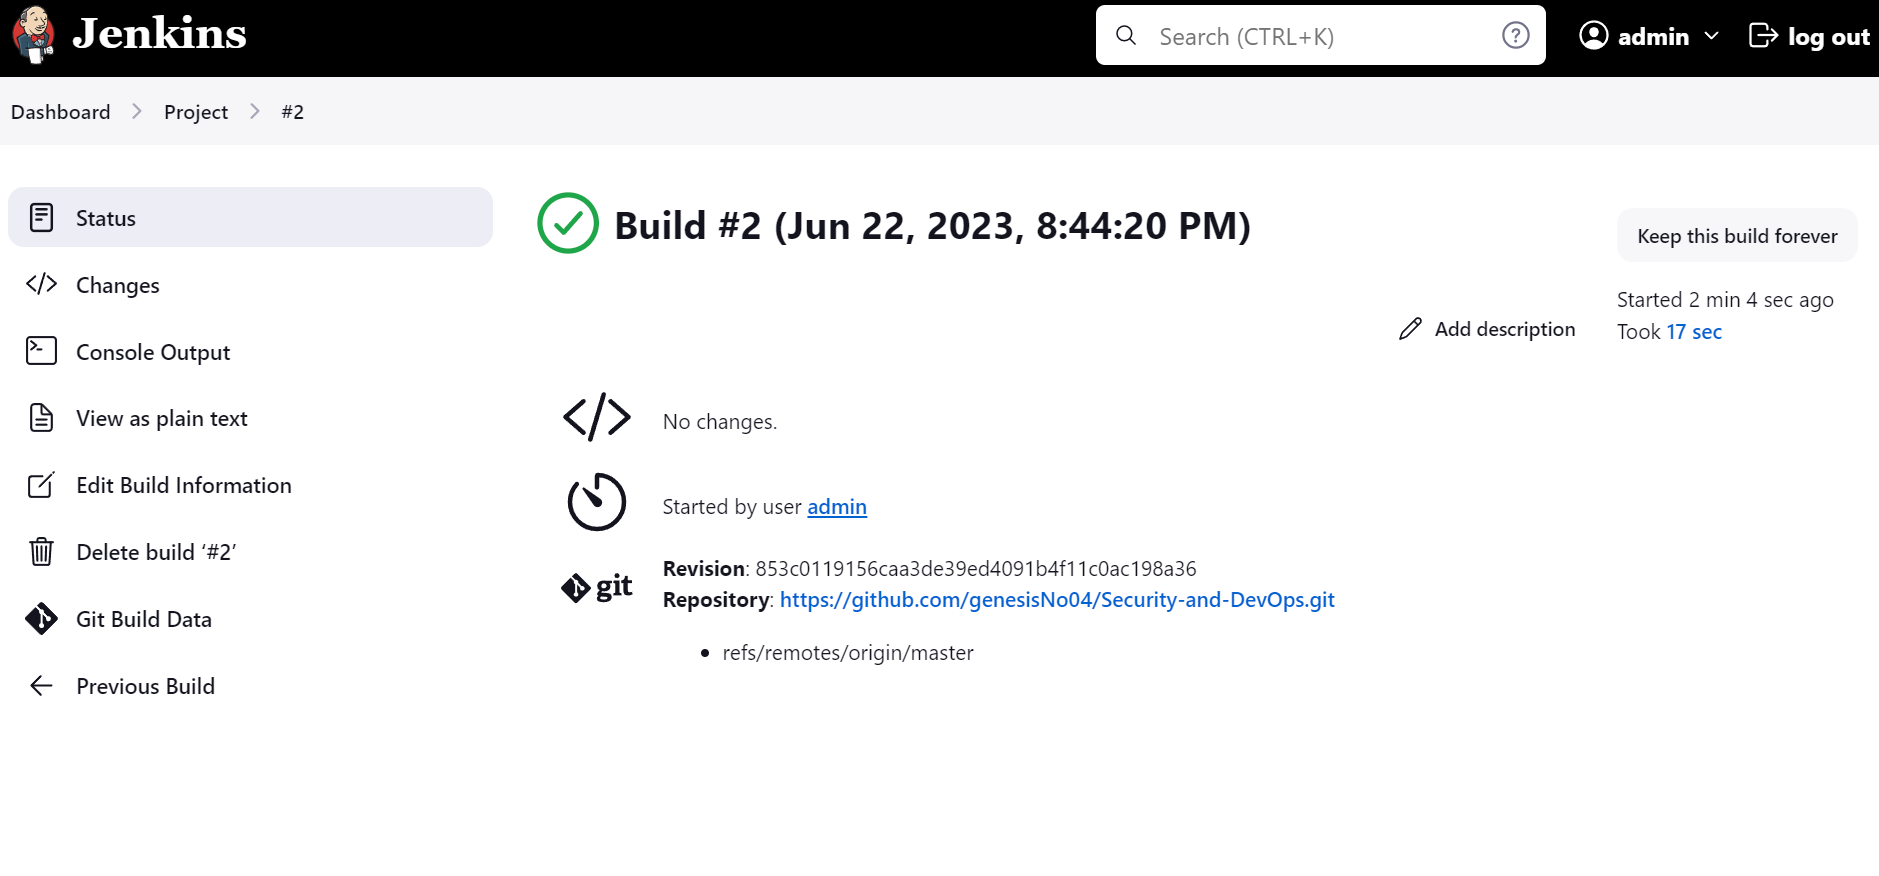 Jenkins
Search (CTRL+K)
admin
log out
Dashboard
Project
#2
Status
Changes
Console Output
View as plain text
Edit Build Information
Delete build ‘#2’
Git Build Data
Previous Build
Build #2 (Jun 22, 2023, 8:44:20 PM)
Keep this build forever
Started 2 min 4 sec ago
Took 17 sec
Add description
No changes.
Started by user admin
git
Revision: 853c0119156caa3de39ed4091b4f11c0ac198a36
Repository: https://github.com/genesisNo04/Security-and-DevOps.git
refs/remotes/origin/master